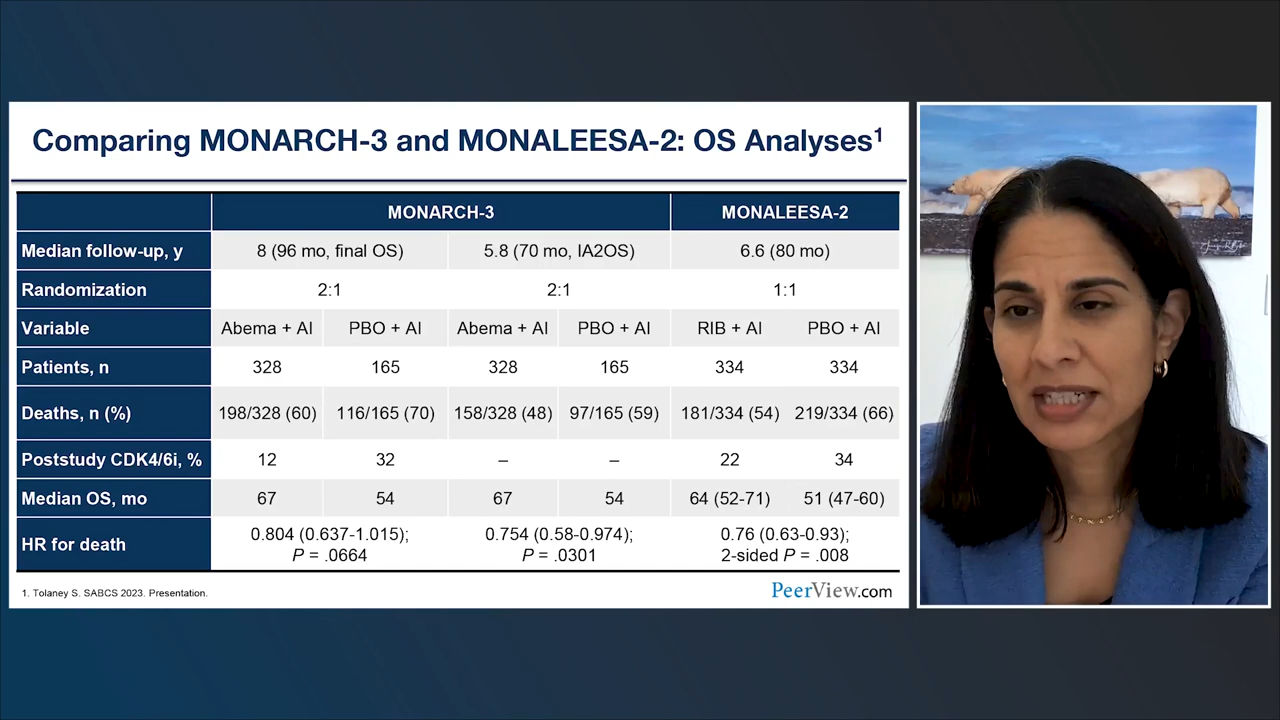 Comparing MONARCH-3 and MONALEESA-2: OS Analyses1
MONARCH-3 MONALEESA-2
Median follow-up, y 8 (96 mo, final OS) 5.8 (70 mo, IA2OS) 6.6 (80 mo)
Randomization 2:1 2:1 1:1
Variable Abema + AI PBO + AI Abema + AI PBO + AI RIB + AI PBO + AI
Patients, n 328 165 328 165 334 334
Deaths, n (%) 198/328 (60) 116/165 (70) 158/328 (48) 97/165 (59) 181/334 (54) 219/334 (66)
Poststudy CDK4/6i, % 12 32 – – 22 34
Median OS, mo 67 54 67 54 64 (52-71) 51 (47-60)
HR for death 0.804 (0.637-1.015); 0.754 (0.58-0.974); 0.76 (0.63-0.93);
P = .0664 P = .0301 2-sided P = .008
1. Tolaney S. SABCS 2023. Presentation.
PeerView.com